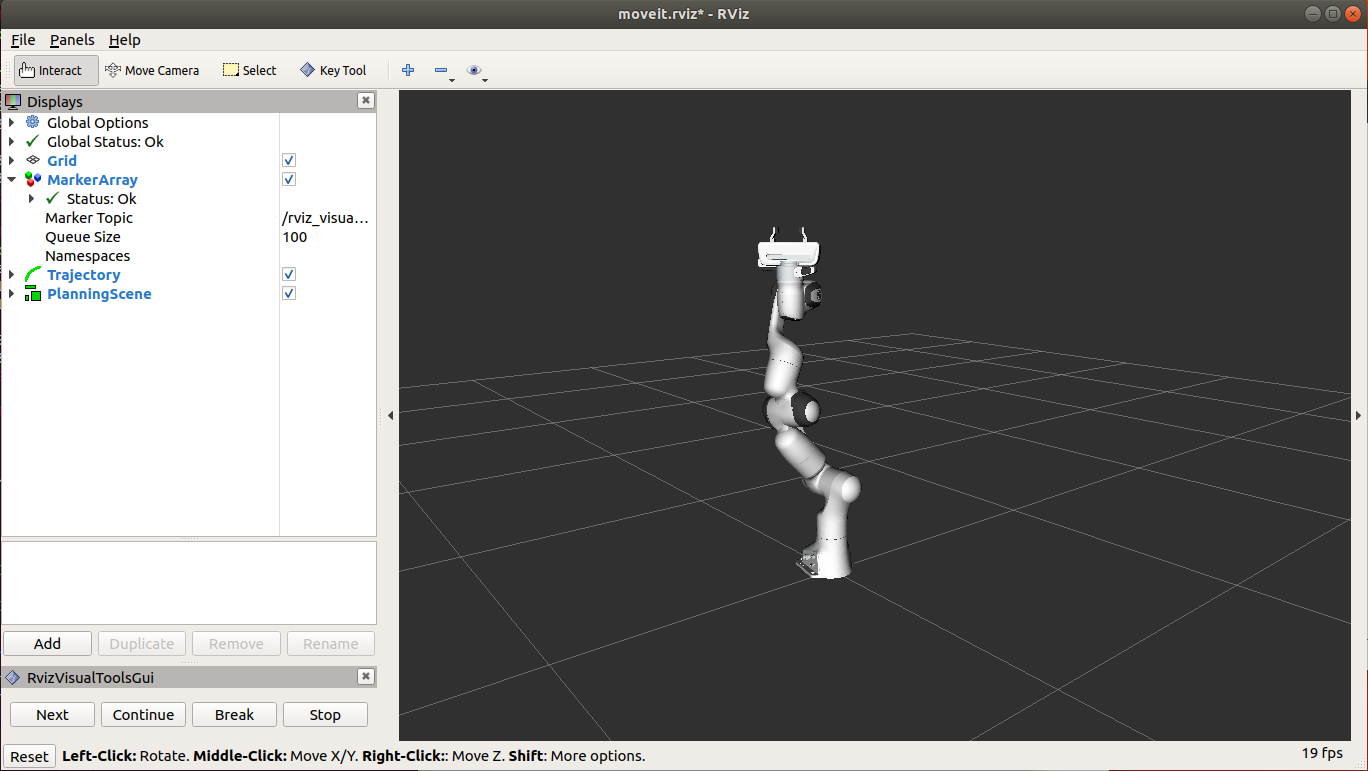 moveit.rviz* - RViz
File Panels Help
Interact Move Camera Select Key Tool
Displays
Global Options
Global Status: Ok
Grid
MarkerArray
Status: Ok
Marker Topic /rviz_visua...
Queue Size 100
Namespaces
Trajectory
PlanningScene
Add Duplicate Remove Rename
RvizVisualToolsGui
Next Continue Break Stop
Reset Left-Click: Rotate. Middle-Click: Move X/Y. Right-Click:: Move Z. Shift: More options. 19 fps